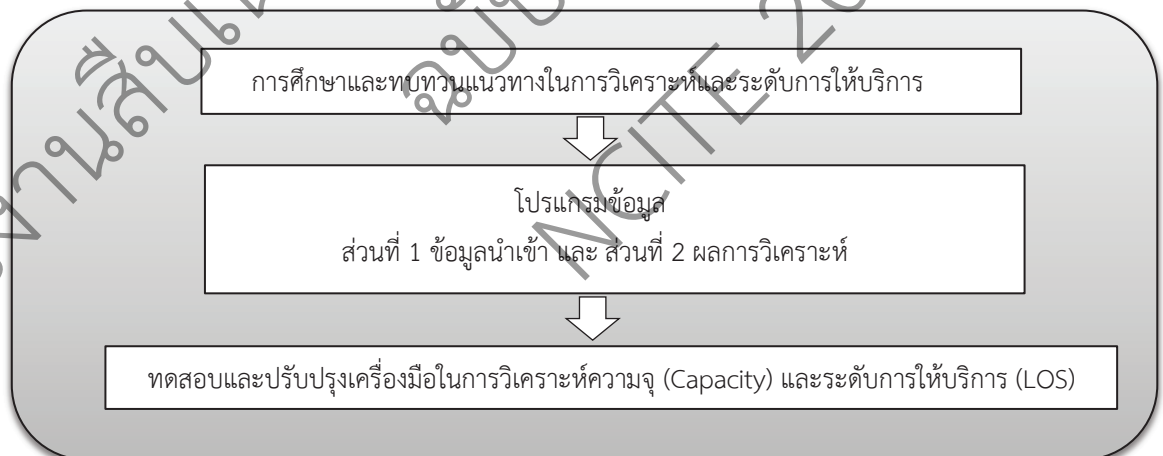 การศึกษาและทบทวนแนวทางในการวิเคราะห์และระดับการให้บริการ
โปรแกรมข้อมูล
ส่วนที่ 1 ข้อมูลนำเข้า และ ส่วนที่ 2 ผลการวิเคราะห์
ทดสอบและปรับปรุงเครื่องมือในการวิเคราะห์ความจุ (Capacity) และระดับการให้บริการ (LOS)
NCITE